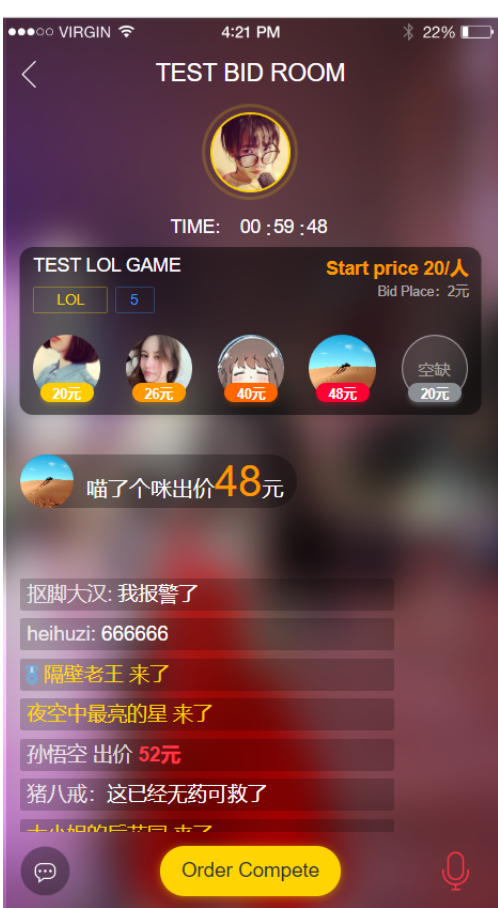 VIRGIN 4:21 PM 22%
TEST BID ROOM
TIME: 00 :59 :48
TEST LOL GAME
Start price 20/人
LOL 5
Bid Place：2元
空缺
20元 26元 40元 48元 20元
喵了个咪出价48元
抠脚大汉: 我报警了
heihuzi: 666666
隔壁老王 来了
夜空中最亮的星 来了
孙悟空 出价 52元
猪八戒：这已经无药可救了
Order Compete